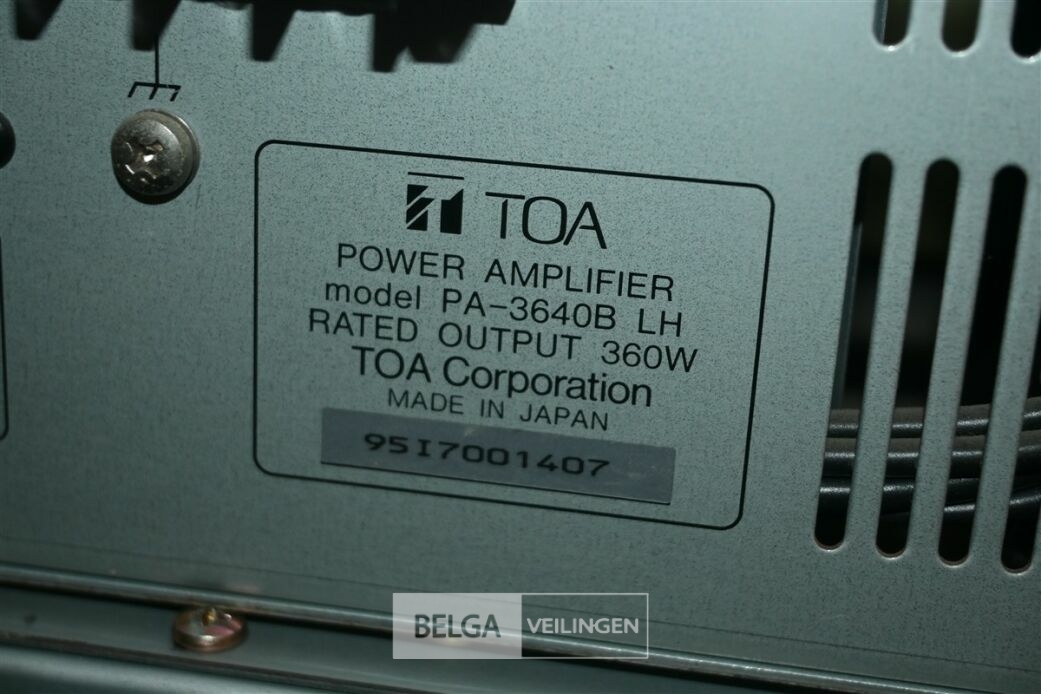 TOA
POWER AMPLIFIER
model PA-3640B LH
RATED OUTPUT 360W
TOA Corporation
MADE IN JAPAN
95I7001407
BELGA VEILINGEN